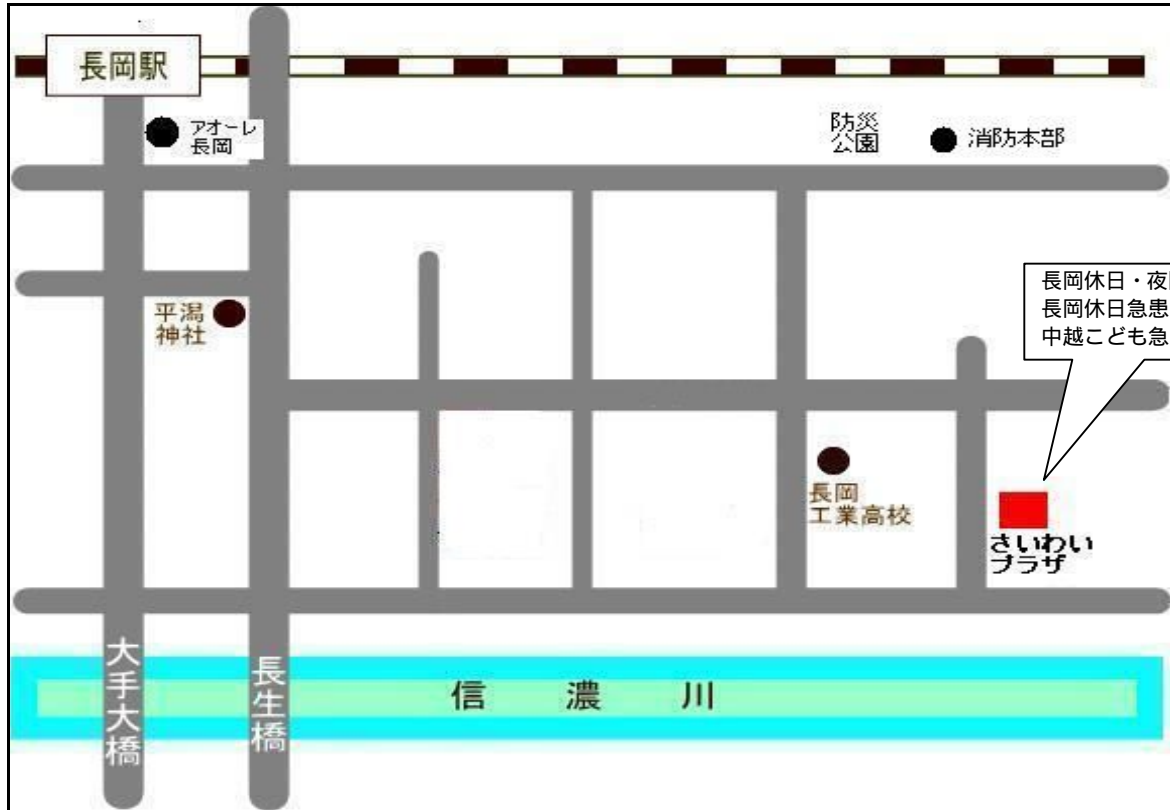 長岡駅
アオーレ
長岡
防災
公園
消防本部
長岡休日・夜
長岡休日急患
中越こども急
平潟
神社
長岡
工業高校
さいわい
プラザ
大手大橋
長生橋
信濃川